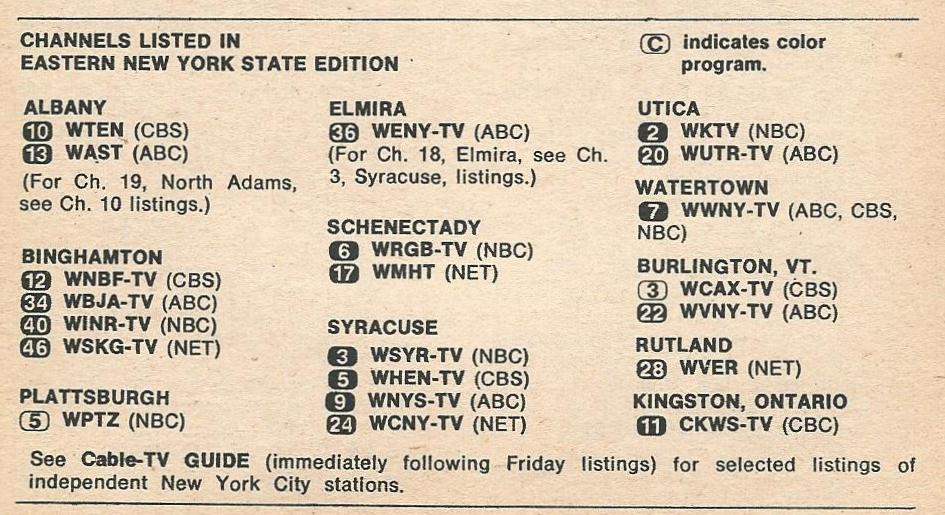 CHANNELS LISTED IN
EASTERN NEW YORK STATE EDITION
C indicates color
program.
ALBANY
10 WTEN (CBS)
13 WAST (ABC)
(For Ch. 19, North Adams,
see Ch. 10 listings.)
BINGHAMTON
12 WNBF-TV (CBS)
34 WBJA-TV (ABC)
40 WINR-TV (NBC)
46 WSKG-TV (NET)
PLATTSBURGH
5 WPTZ (NBC)
ELMIRA
36 WENY-TV (ABC)
(For Ch. 18, Elmira, see Ch.
3, Syracuse, listings.)
SCHENECTADY
6 WRGB-TV (NBC)
17 WMHT (NET)
SYRACUSE
3 WSYR-TV (NBC)
5 WHEN-TV (CBS)
9 WNYS-TV (ABC)
24 WCNY-TV (NET)
UTICA
2 WKTV (NBC)
20 WUTR-TV (ABC)
WATERTOWN
7 WWNY-TV (ABC, CBS,
NBC)
BURLINGTON, VT.
3 WCAX-TV (CBS)
22 WVNY-TV (ABC)
RUTLAND
28 WVER (NET)
KINGSTON, ONTARIO
11 CKWS-TV (CBC)
See Cable-TV GUIDE (immediately following Friday listings) for selected listings of
independent New York City stations.